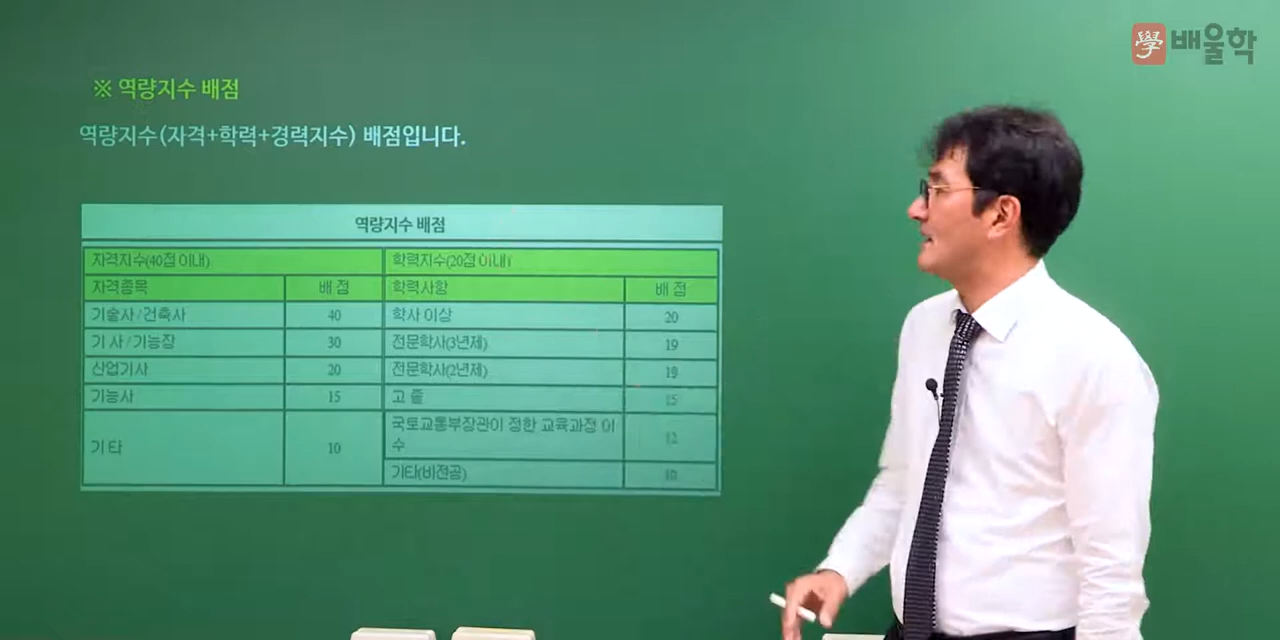 學 배울학
※ 역량지수 배점
역량지수(자격+학력+경력지수) 배점입니다.
역량지수 배점
자격지수(40점 이내) 학력지수(20점 이내)
자격종목 배 점 학력사항 배 점
기술사/건축사 40 학사 이상 20
기 사 / 기능장 30 전문학사(3년제) 19
산업기사 20 전문학사(2년제)
기능사 15 고 졸 15
기 타 10 국토교통부장관이 정한 교육과정 이
수 12
기타(비전공) 10